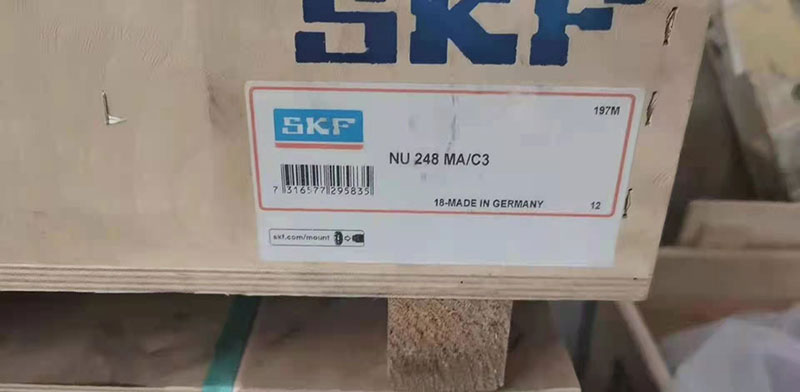 SKF
197M
SKF
NU 248 MA/C3
7 316577 295835
18-MADE IN GERMANY
12
skf.com/mount